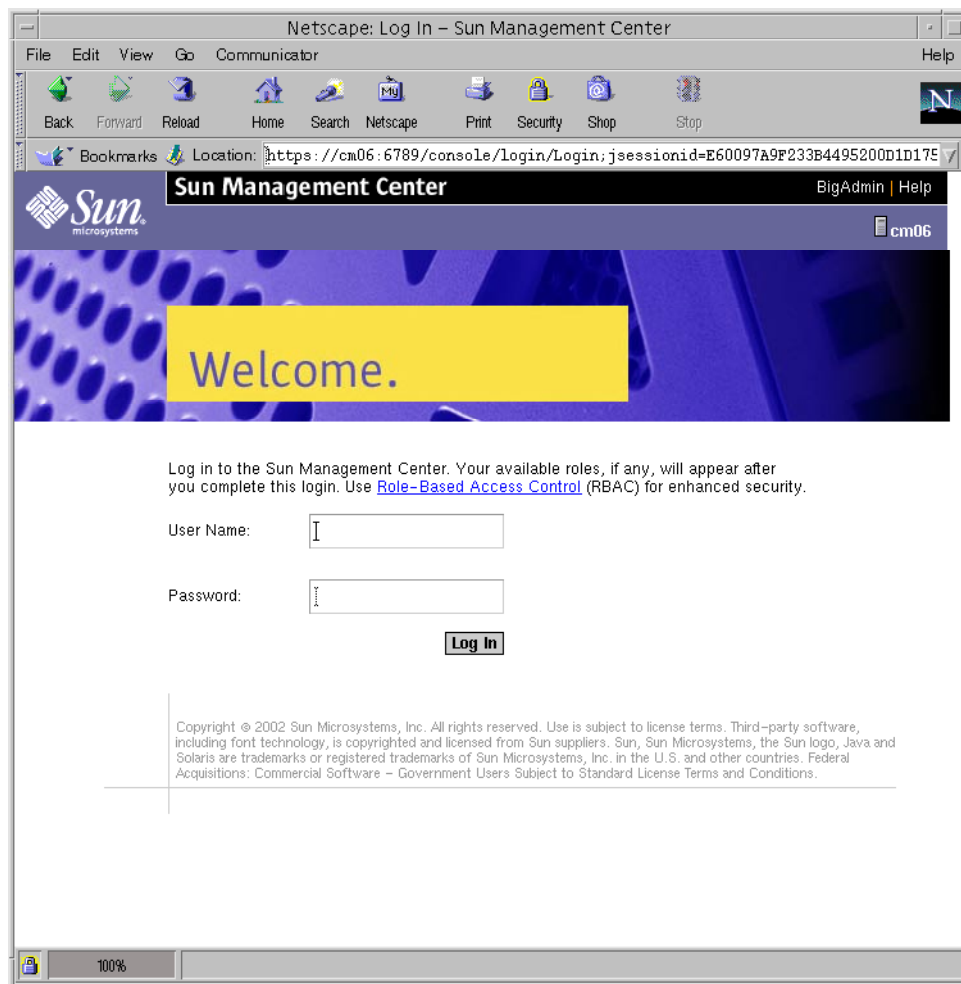 Netscape: Log In – Sun Management Center
File Edit View Go Communicator Help
Back Forward Reload Home Search Netscape Print Security Shop Stop
My
N
Bookmarks Location: https://cm06:6789/console/login/Login;jsessionid=E60097A9F233B4495200D1D175
Sun Management Center BigAdmin | Help
Sun
microsystems
cm06
Welcome.
Log in to the Sun Management Center. Your available roles, if any, will appear after
you complete this login. Use Role-Based Access Control (RBAC) for enhanced security.
User Name:
Password:
Log In
Copyright © 2002 Sun Microsystems, Inc. All rights reserved. Use is subject to license terms. Third-party software,
including font technology, is copyrighted and licensed from Sun suppliers. Sun, Sun Microsystems, the Sun logo, Java and
Solaris are trademarks or registered trademarks of Sun Microsystems, Inc. in the U.S. and other countries. Federal
Acquisitions: Commercial Software – Government Users Subject to Standard License Terms and Conditions.
100%